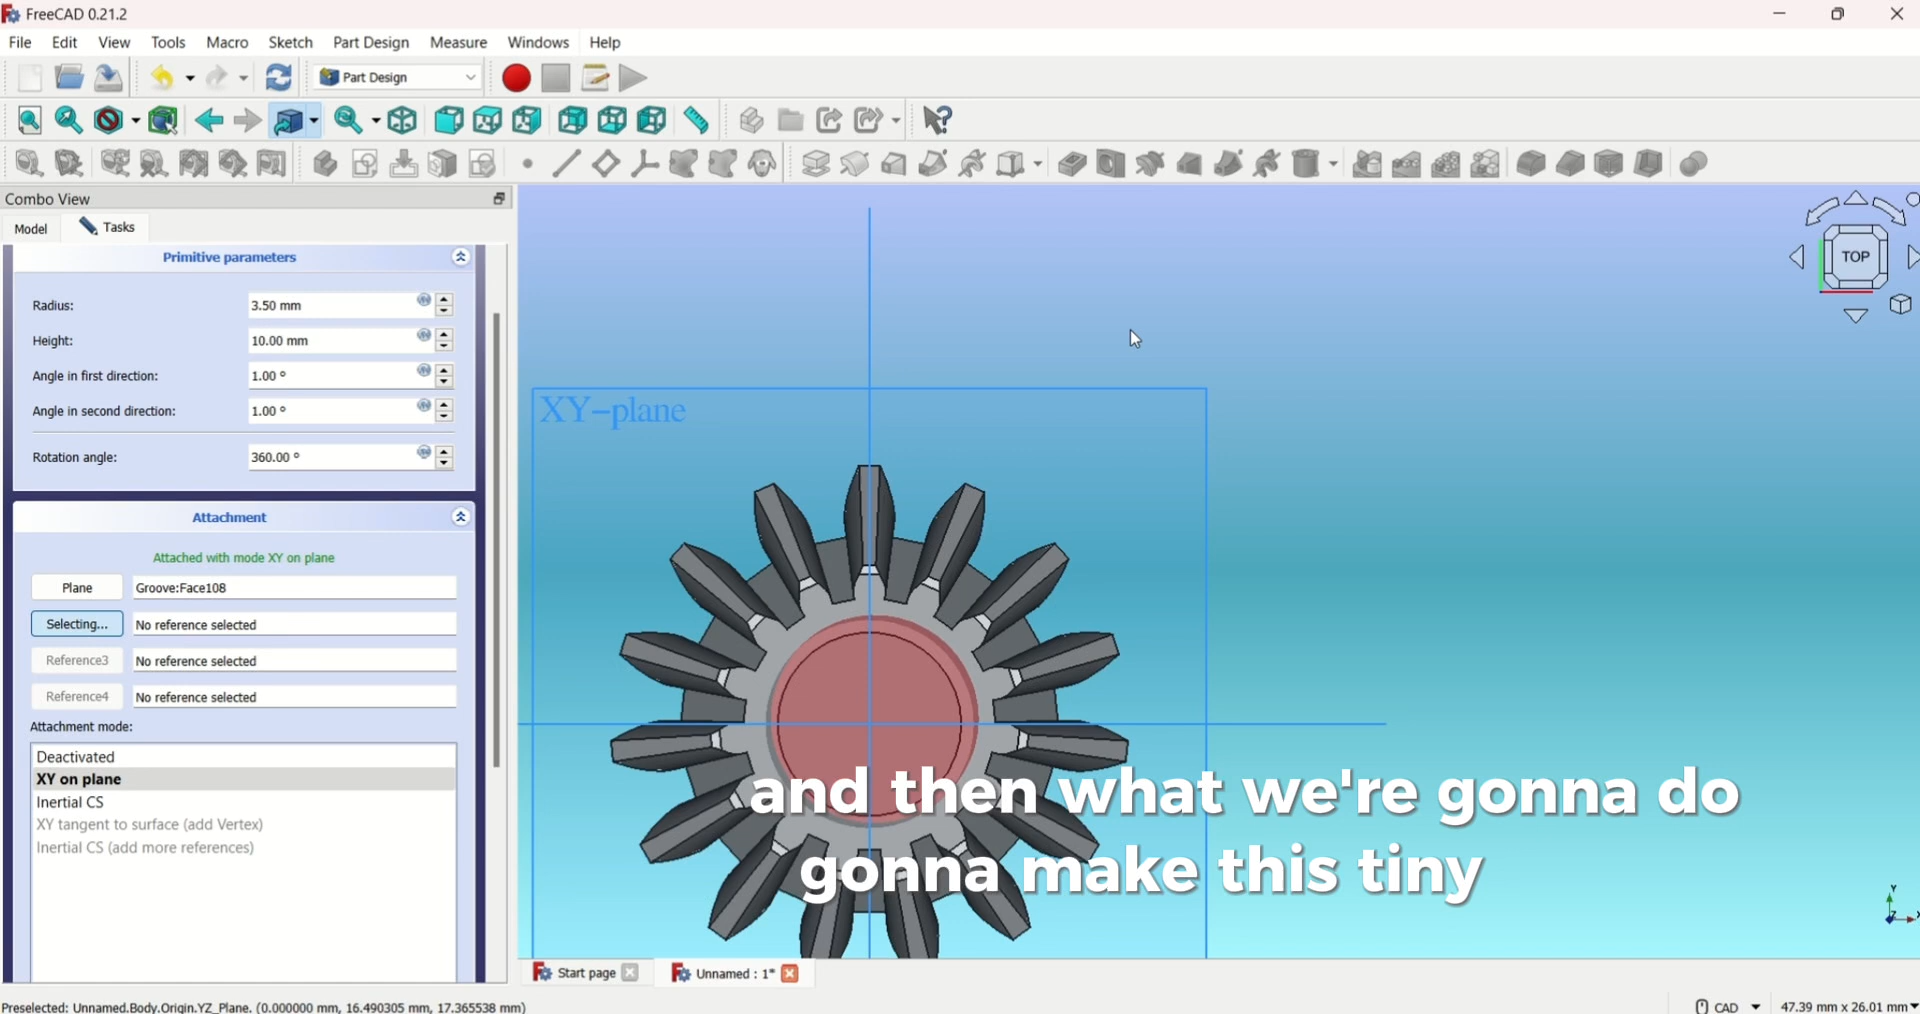 FreeCAD 0.21.2
File Edit View Tools Macro Sketch Part Design Measure Windows Help
Part Design
Combo View
Model Tasks
Primitive parameters
Radius: 3.50 mm
Height: 10.00 mm
Angle in first direction: 1.00 °
Angle in second direction: 1.00 °
Rotation angle: 360.00 °
Attachment
Attached with mode XY on plane
Plane Groove:Face108
Selecting... No reference selected
Reference3 No reference selected
Reference4 No reference selected
Attachment mode:
Deactivated
XY on plane
Inertial CS
XY tangent to surface (add Vertex)
Inertial CS (add more references)
TOP
XY-plane
and then what we're gonna do
gonna make this tiny
Y
Z X
Start page Unnamed : 1*
Preselected: Unnamed.Body.Origin.YZ_Plane. (0.000000 mm, 16.490305 mm, 17.365538 mm)
CAD 47.39 mm x 26.01 mm